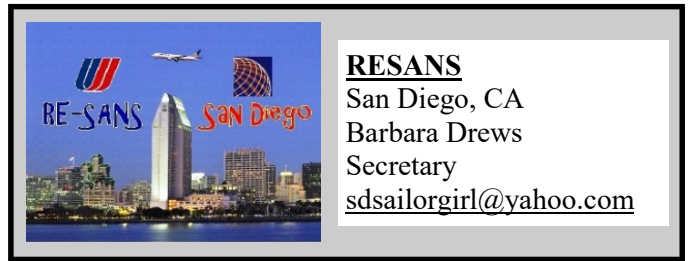 RE-SANS
San Diego
RESANS
San Diego, CA
Barbara Drews
Secretary
sdsailorgirl@yahoo.com